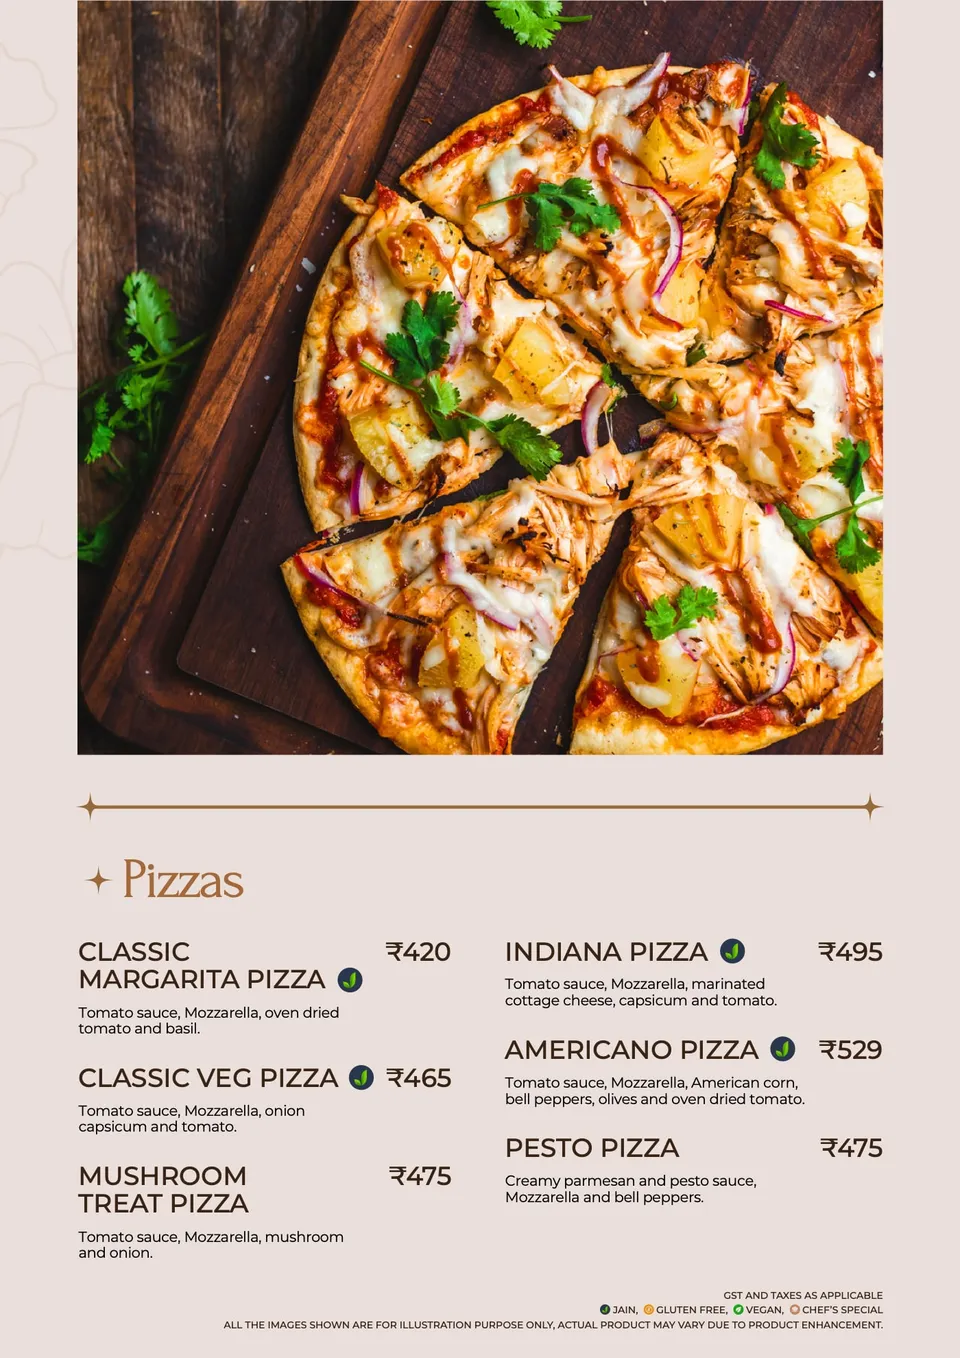 Pizzas
CLASSIC
MARGARITA PIZZA
₹420
Tomato sauce, Mozzarella, oven dried
tomato and basil.
CLASSIC VEG PIZZA ₹465
Tomato sauce, Mozzarella, onion
capsicum and tomato.
MUSHROOM
TREAT PIZZA
₹475
Tomato sauce, Mozzarella, mushroom
and onion.
INDIANA PIZZA ₹495
Tomato sauce, Mozzarella, marinated
cottage cheese, capsicum and tomato.
AMERICANO PIZZA ₹529
Tomato sauce, Mozzarella, American corn,
bell peppers, olives and oven dried tomato.
PESTO PIZZA ₹475
Creamy parmesan and pesto sauce,
Mozzarella and bell peppers.
GST AND TAXES AS APPLICABLE
JAIN, GLUTEN FREE, VEGAN, CHEF'S SPECIAL
ALL THE IMAGES SHOWN ARE FOR ILLUSTRATION PURPOSE ONLY, ACTUAL PRODUCT MAY VARY DUE TO PRODUCT ENHANCEMENT.